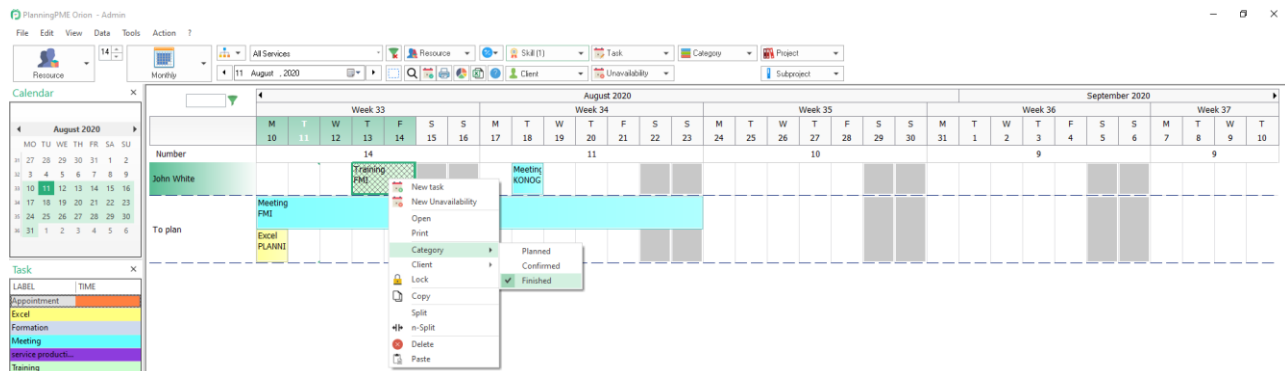 PlanningPME Orion - Admin
File Edit View Data Tools Action ?
14 All Services Resource Skill (1) Task Category Project
Resource Monthly 11 August , 2020 Client Unavailability Subproject
Calendar
August 2020
MO TU WE TH FR SA SU
31 27 28 29 30 31 1 2
32 3 4 5 6 7 8 9
33 10 11 12 13 14 15 16
34 17 18 19 20 21 22 23
35 24 25 26 27 28 29 30
36 31 1 2 3 4 5 6
Task
LABEL TIME
Appointment
Excel
Formation
Meeting
service producti...
Training
August 2020 September 2020
Week 33 Week 34 Week 35 Week 36 Week 37
M T W T F S S M T W T F S S M T W T F S S M T W T F S S M T W T
10 11 12 13 14 15 16 17 18 19 20 21 22 23 24 25 26 27 28 29 30 31 1 2 3 4 5 6 7 8 9 10
Number 14 11 10 9 9
John White
Training
FMI
Meeting
KONOG
To plan
Meeting
FMI
Excel
PLANNI
New task
New Unavailability
Open
Print
Category
Client
Lock
Copy
Split
n-Split
Delete
Paste
Planned
Confirmed
Finished